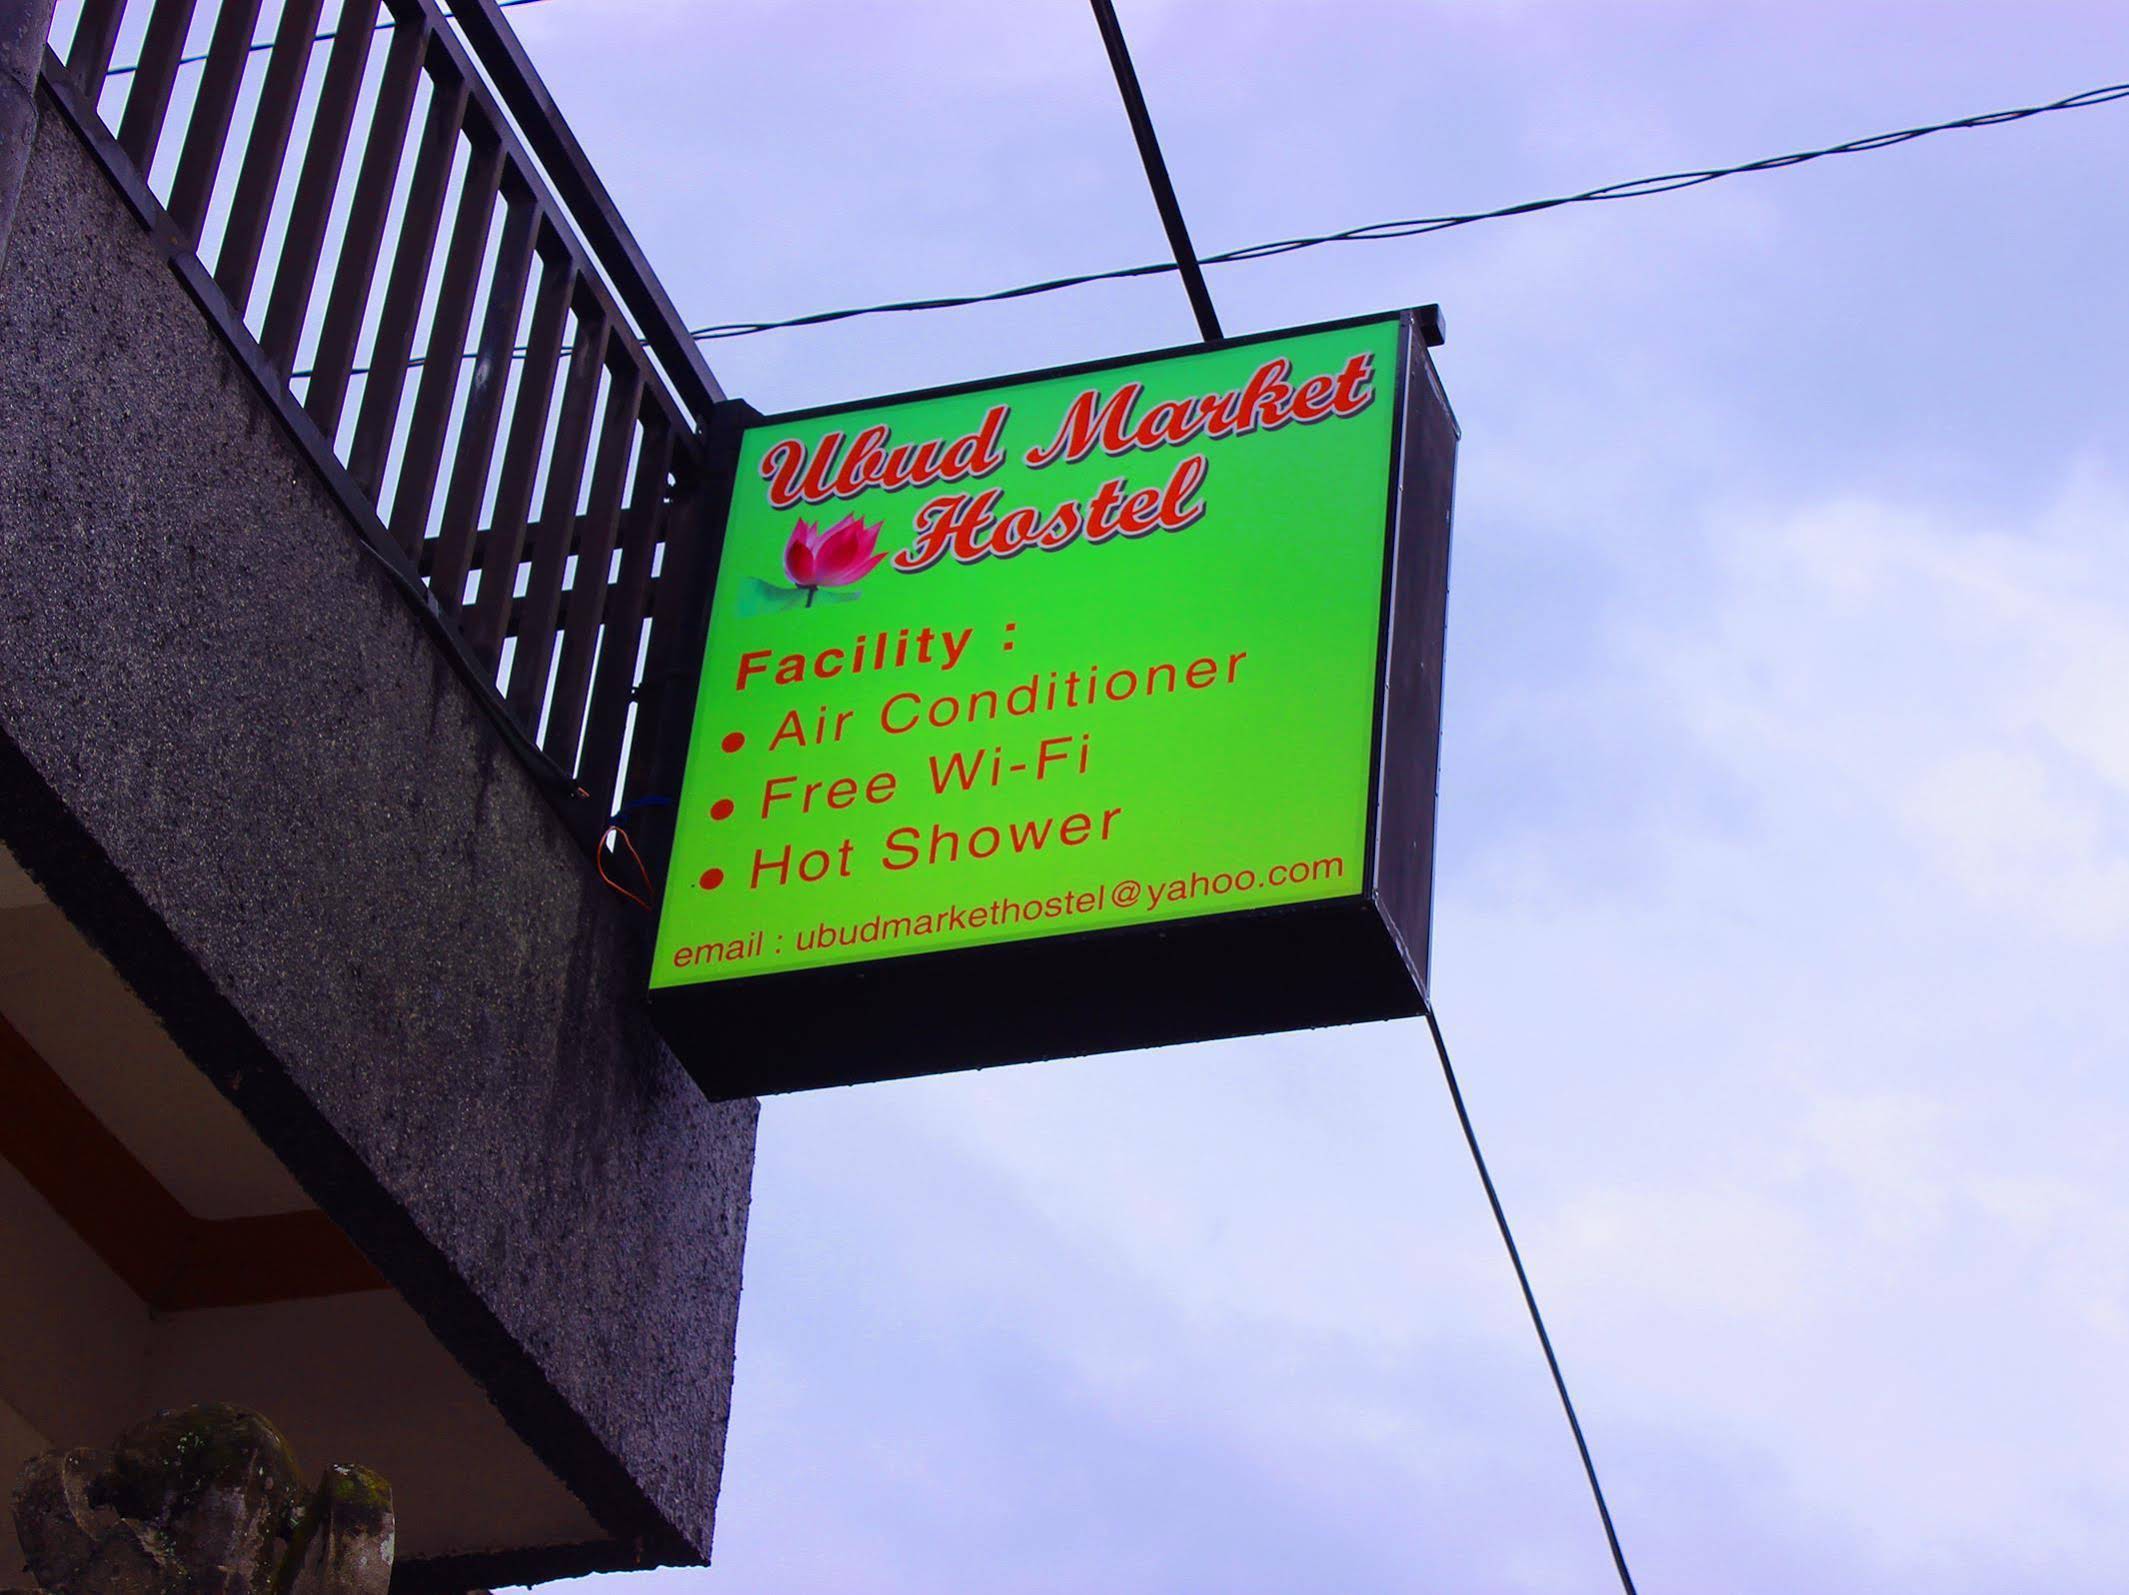 Ubud Market
Hostel
Facility :
• Air Conditioner
• Free Wi-Fi
• Hot Shower
email : ubudmarkethostel@yahoo.com